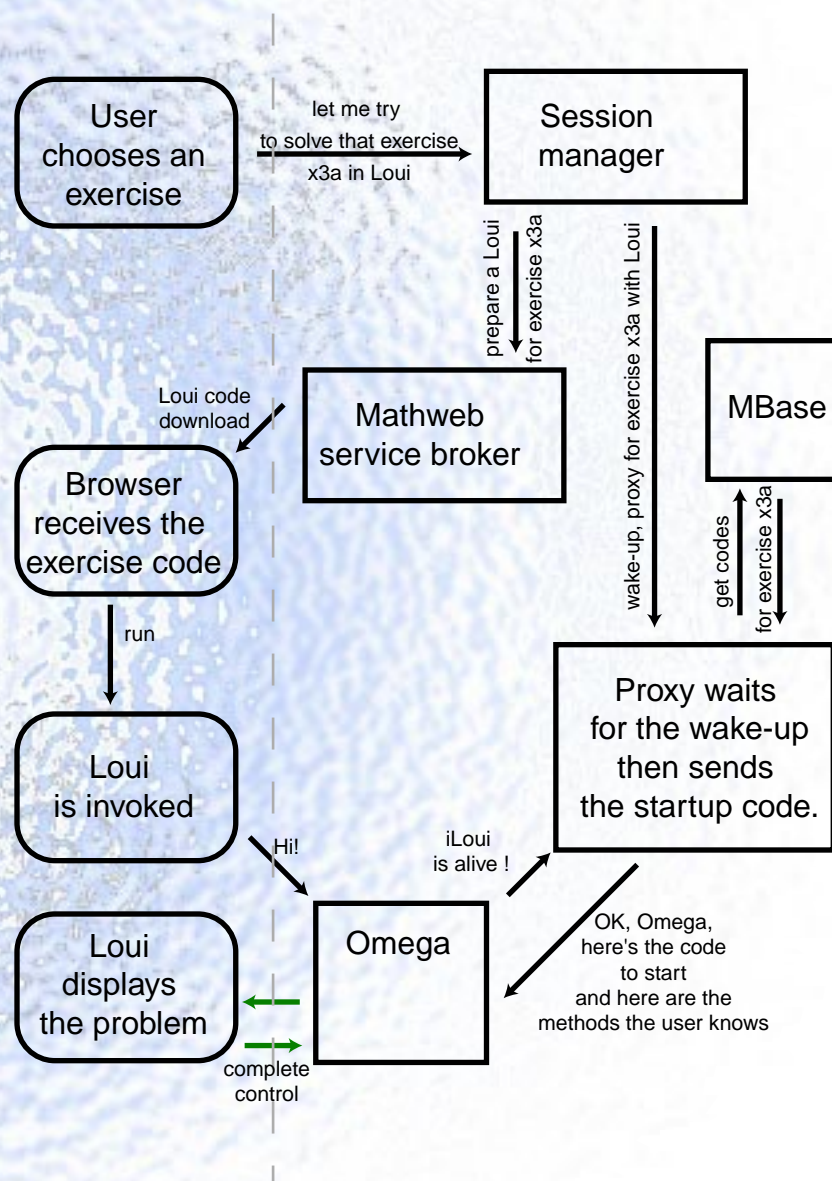 User
chooses an
exercise
let me try
to solve that exercise
x3a in Loui
Session
manager
prepare a Loui
for exercise x3a
wake-up, proxy for exercise x3a with Loui
Loui code
download
Mathweb
service broker
MBase
Browser
receives the
exercise code
get codes
for exercise x3a
run
Proxy waits
for the wake-up
then sends
the startup code.
Loui
is invoked
Hi!
iLoui
is alive !
Omega
OK, Omega,
here's the code
to start
and here are the
methods the user knows
Loui
displays
the problem
complete
control